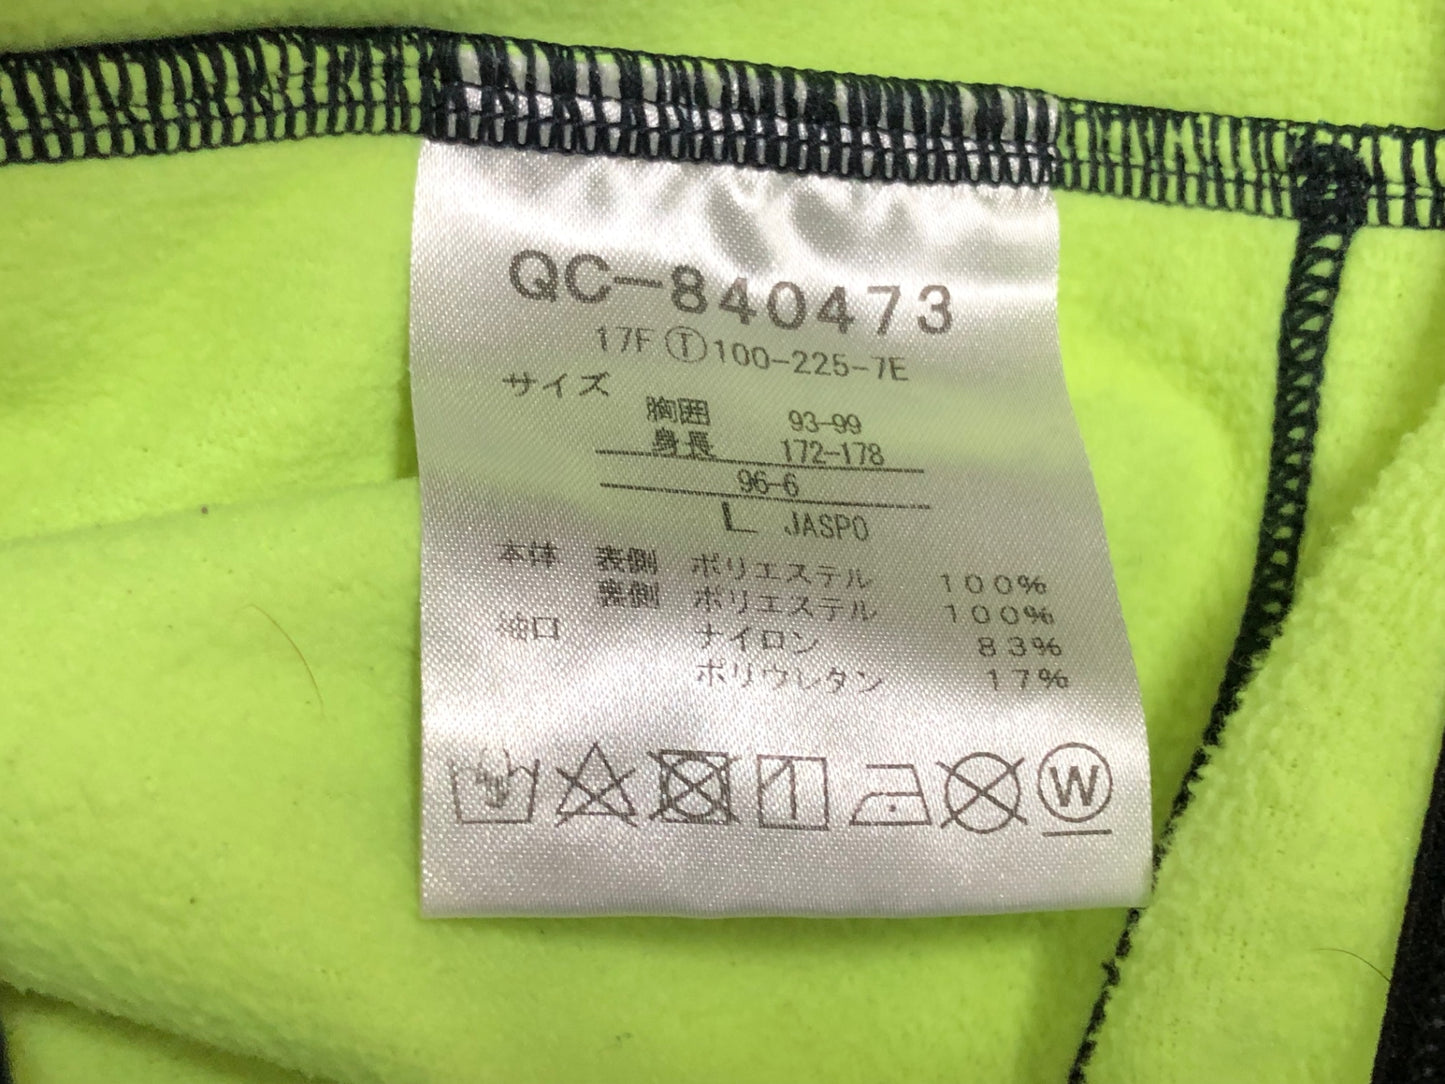 QC-840473
17F Ⓣ100-225-7E
サイズ
胸囲 93-99
身長 172-178
96-6
L JASPO
本体 表側 ポリエステル 100%
裏側 ポリエステル 100%
袖口 ナイロン 83%
ポリウレタン 17%
W